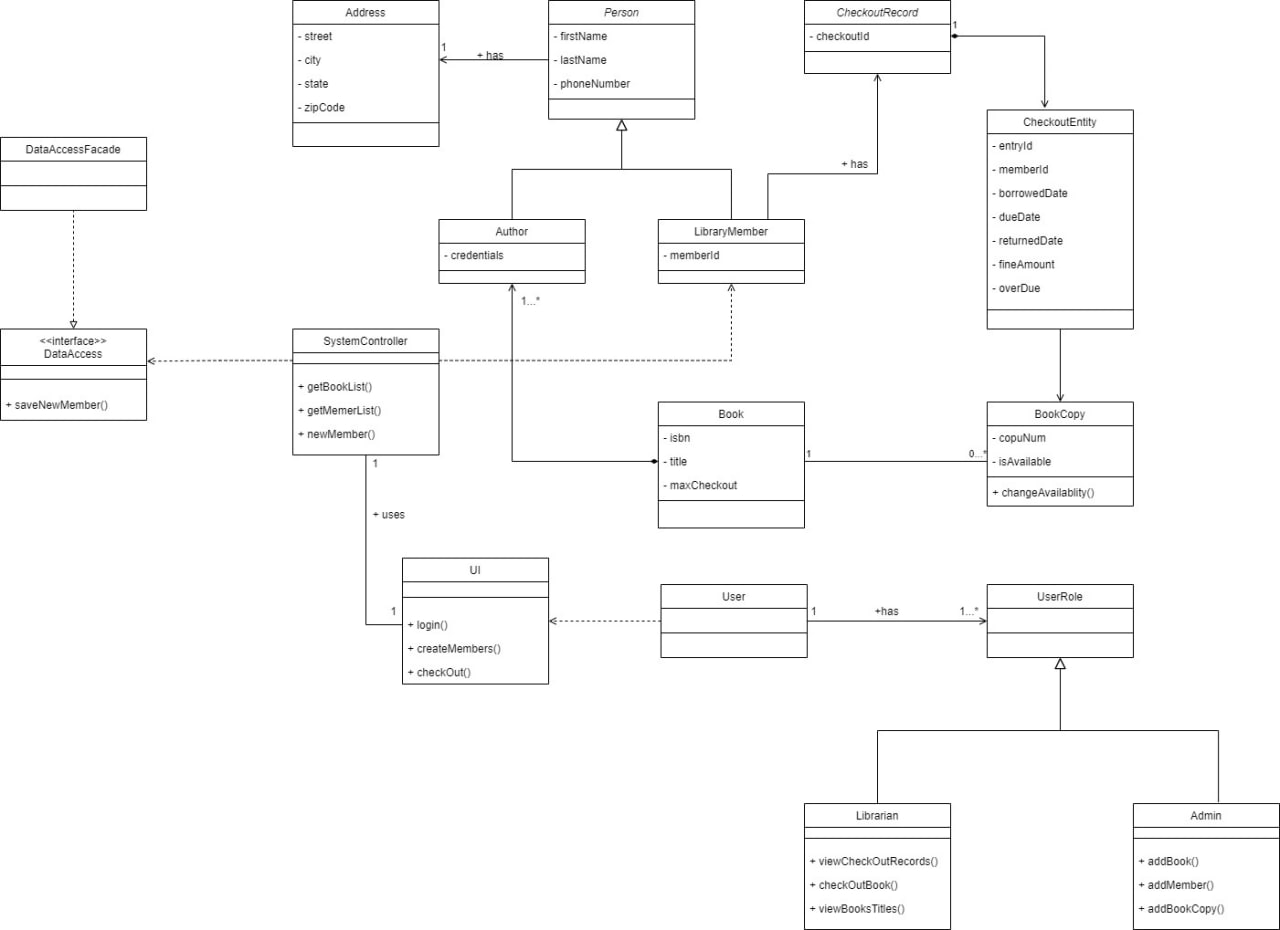 Address
- street
- city
- state
- zipCode
1
+ has
Person
- firstName
- lastName
- phoneNumber
CheckoutRecord
- checkoutId
1
CheckoutEntity
- entryId
- memberId
- borrowedDate
- dueDate
- returnedDate
- fineAmount
- overDue
+ has
DataAccessFacade
Author
- credentials
1...*
LibraryMember
- memberId
<<interface>>
DataAccess
+ saveNewMember()
SystemController
+ getBookList()
+ getMemerList()
+ newMember()
1
+ uses
1
Book
- isbn
- title
- maxCheckout
1
0...*
BookCopy
- copuNum
- isAvailable
+ changeAvailablity()
UI
+ login()
+ createMembers()
+ checkOut()
User
1
+has
1...*
UserRole
Librarian
+ viewCheckOutRecords()
+ checkOutBook()
+ viewBooksTitles()
Admin
+ addBook()
+ addMember()
+ addBookCopy()